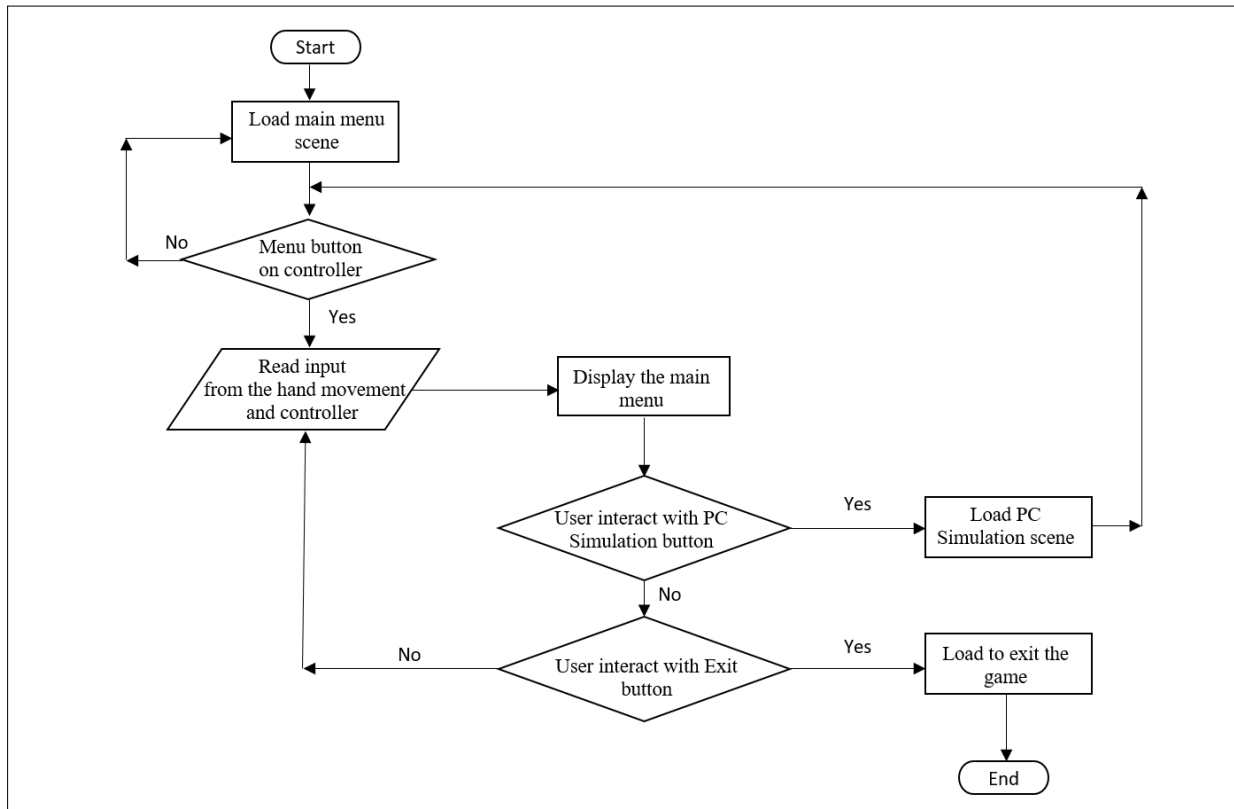 Start
Load main menu
scene
No
Menu button
on controller
Yes
Read input
from the hand movement
and controller
Display the main
menu
User interact with PC
Simulation button
Yes
Load PC
Simulation scene
No
User interact with Exit
button
No
Yes
Load to exit the
game
End